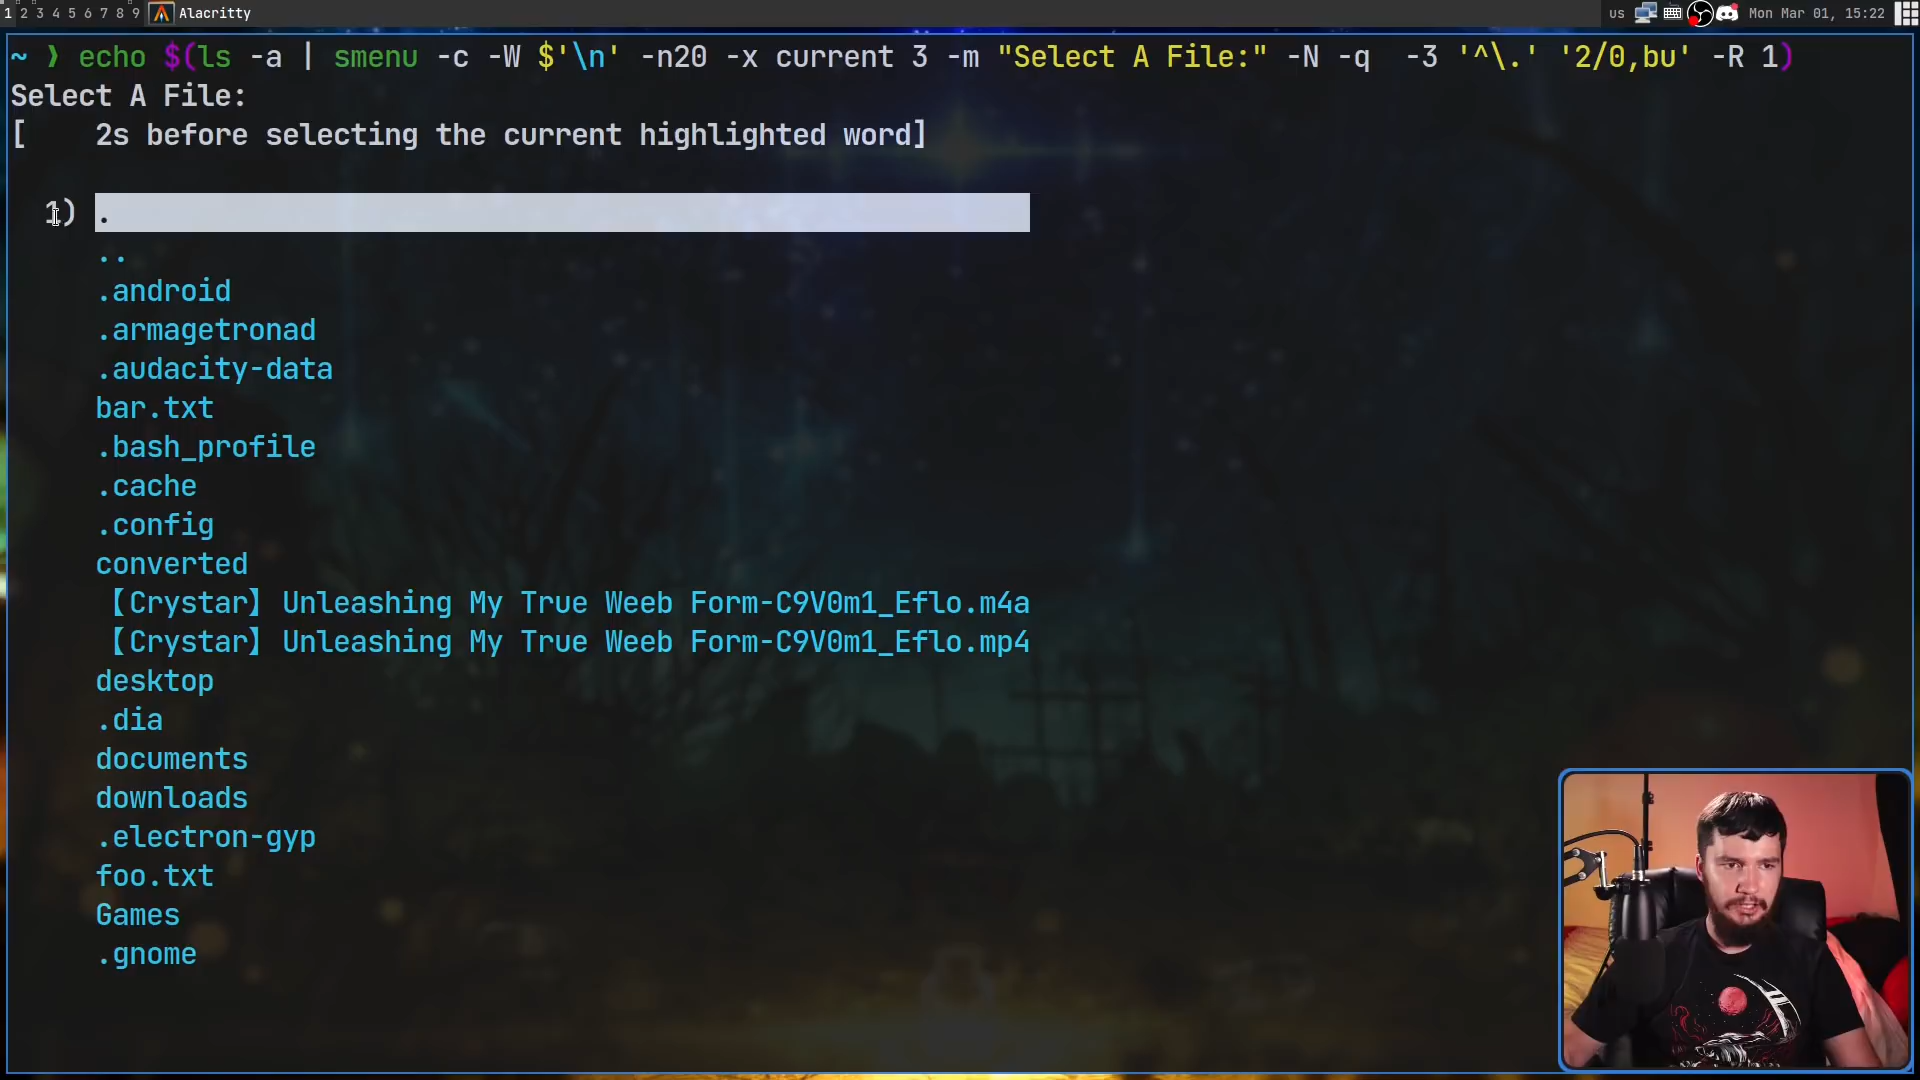 1 2 3 4 5 6 7 8 9 Alacritty us Mon Mar 01, 15:22
~ ❯ echo $(ls -a | smenu -c -W $'\n' -n20 -x current 3 -m "Select A File:" -N -q  -3 '^\.' '2/0,bu' -R 1)
Select A File:
[    2s before selecting the current highlighted word]
1) .
..
.android
.armagetronad
.audacity-data
bar.txt
.bash_profile
.cache
.config
converted
【Crystar】Unleashing My True Weeb Form-C9V0m1_Eflo.m4a
【Crystar】Unleashing My True Weeb Form-C9V0m1_Eflo.mp4
desktop
.dia
documents
downloads
.electron-gyp
foo.txt
Games
.gnome